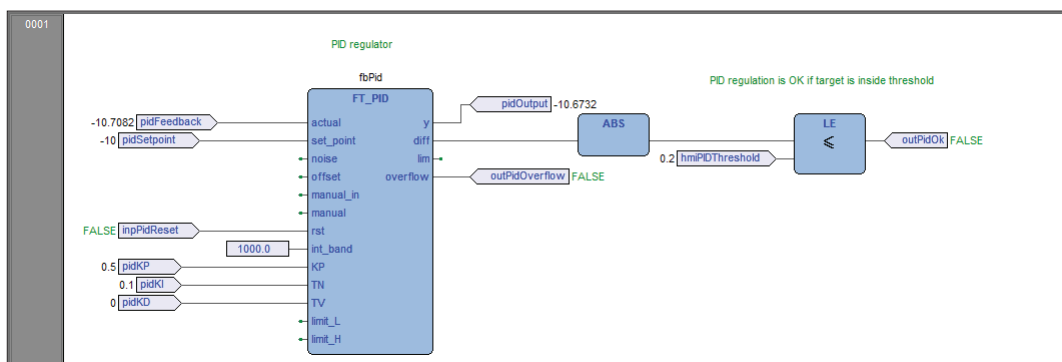 0001
PID regulator
fbPid
PID regulation is OK if target is inside threshold
FT_PID
-10.7082 pidFeedback
actual
y
pidOutput -10.6732
ABS
LE
≤
-10 pidSetpoint
set_point
diff
outPidOk FALSE
noise
lim
0.2 hmiPIDThreshold
offset
overflow
outPidOverflow FALSE
manual_in
manual
FALSE inpPidReset
rst
1000.0
int_band
0.5 pidKP
KP
0.1 pidKI
TN
0 pidKD
TV
limit_L
limit_H